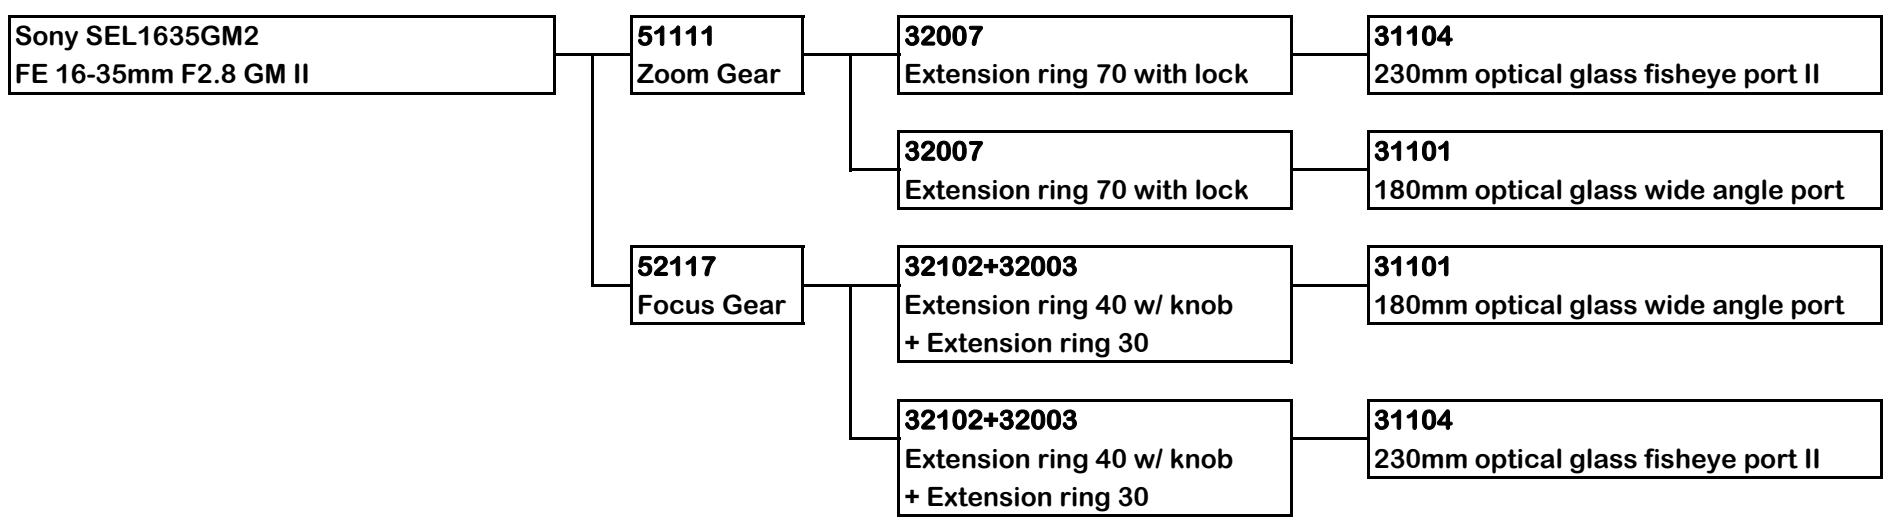 Sony SEL1635GM2
FE 16-35mm F2.8 GM II
51111
Zoom Gear
32007
Extension ring 70 with lock
31104
230mm optical glass fisheye port II
32007
Extension ring 70 with lock
31101
180mm optical glass wide angle port
52117
Focus Gear
32102+32003
Extension ring 40 w/ knob
+ Extension ring 30
31101
180mm optical glass wide angle port
32102+32003
Extension ring 40 w/ knob
+ Extension ring 30
31104
230mm optical glass fisheye port II